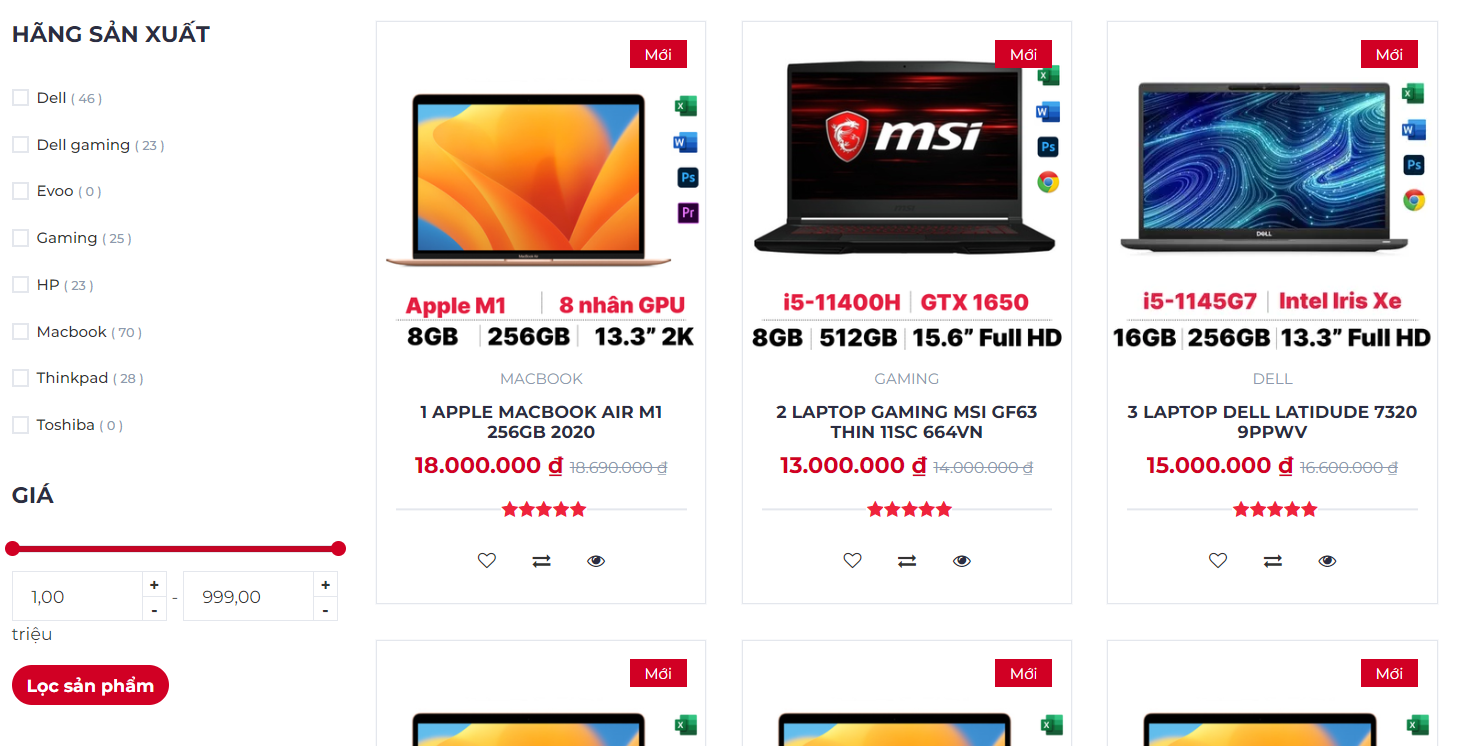 HÃNG SẢN XUẤT
Dell ( 46 )
Dell gaming ( 23 )
Evoo ( 0 )
Gaming ( 25 )
HP ( 23 )
Macbook ( 70 )
Thinkpad ( 28 )
Toshiba ( 0 )
GIÁ
1,00
+
-
-
999,00
+
-
triệu
Lọc sản phẩm
Mới
X
W
Ps
Pr
Apple M1 | 8 nhân GPU
8GB | 256GB | 13.3” 2K
MACBOOK
1 APPLE MACBOOK AIR M1
256GB 2020
18.000.000 ₫ 18.690.000 ₫
Mới
msi
X
W
Ps
i5-11400H | GTX 1650
8GB | 512GB | 15.6” Full HD
GAMING
2 LAPTOP GAMING MSI GF63
THIN 11SC 664VN
13.000.000 ₫ 14.000.000 ₫
Mới
X
W
Ps
DELL
i5-1145G7 | Intel Iris Xe
16GB | 256GB | 13.3” Full HD
DELL
3 LAPTOP DELL LATIDUDE 7320
9PPWV
15.000.000 ₫ 16.600.000 ₫
Mới
X
Mới
X
Mới
X